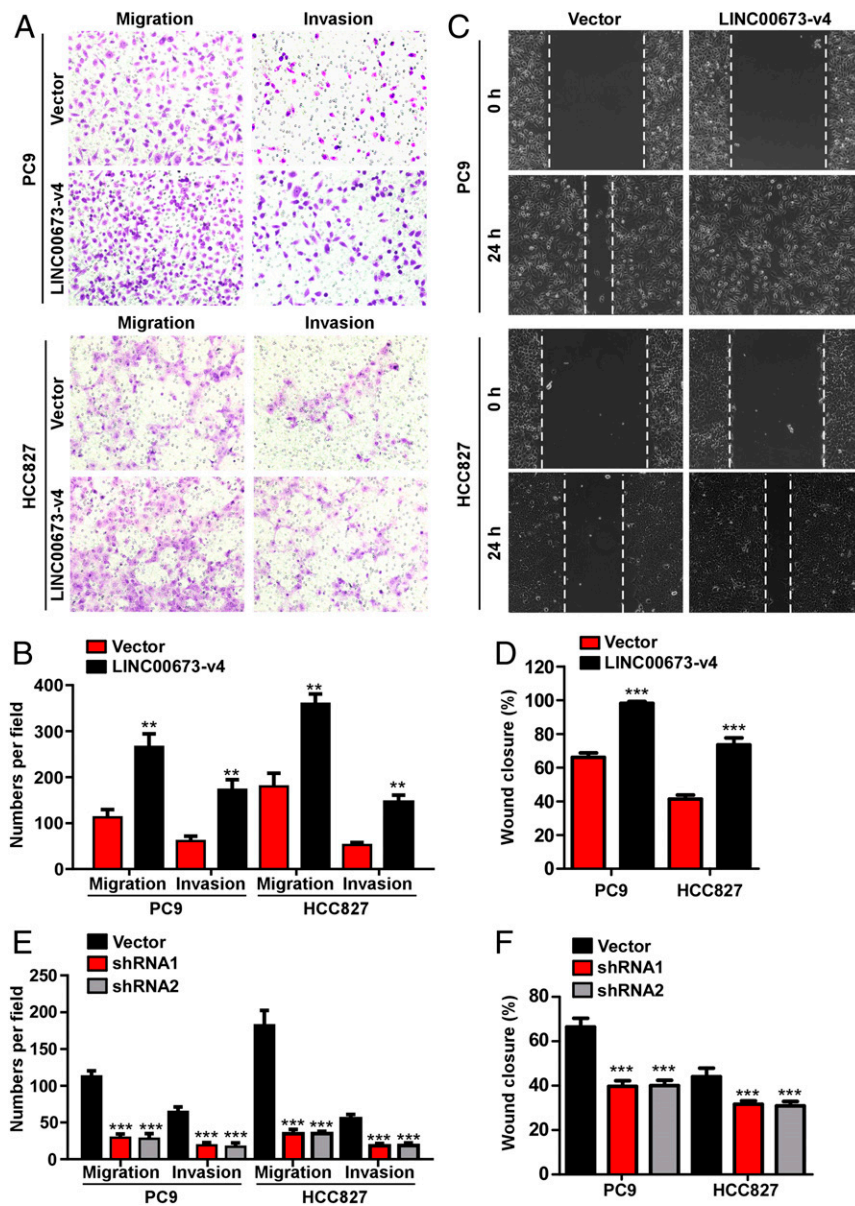 A
Migration Invasion
PC9
Vector
LINC00673-v4
Migration Invasion
HCC827
Vector
LINC00673-v4
C
Vector LINC00673-v4
PC9
0 h
24 h
HCC827
0 h
24 h
B
Vector
LINC00673-v4
Numbers per field
400
300
200
100
0
** ** ** **
Migration Invasion Migration Invasion
PC9 HCC827
D
Vector
LINC00673-v4
Wound closure (%)
120
100
80
60
40
20
0
*** ***
PC9 HCC827
E
Vector
shRNA1
shRNA2
Numbers per field
250
200
150
100
50
0
*** *** *** *** *** *** *** ***
Migration Invasion Migration Invasion
PC9 HCC827
F
Vector
shRNA1
shRNA2
Wound closure (%)
80
60
40
20
0
*** *** *** ***
PC9 HCC827